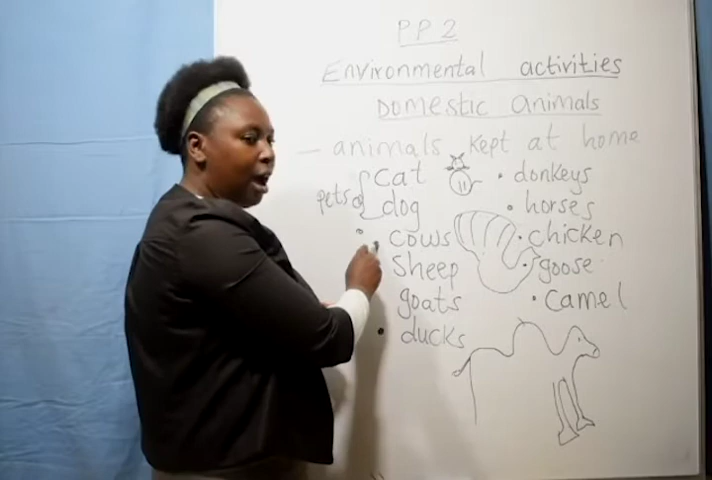 PP2
Environmental activities
Domestic animals
— animals kept at home
pets { cat
dog
• cows
sheep
goats
• ducks
• donkeys
• horses
• chicken
• goose
• camel